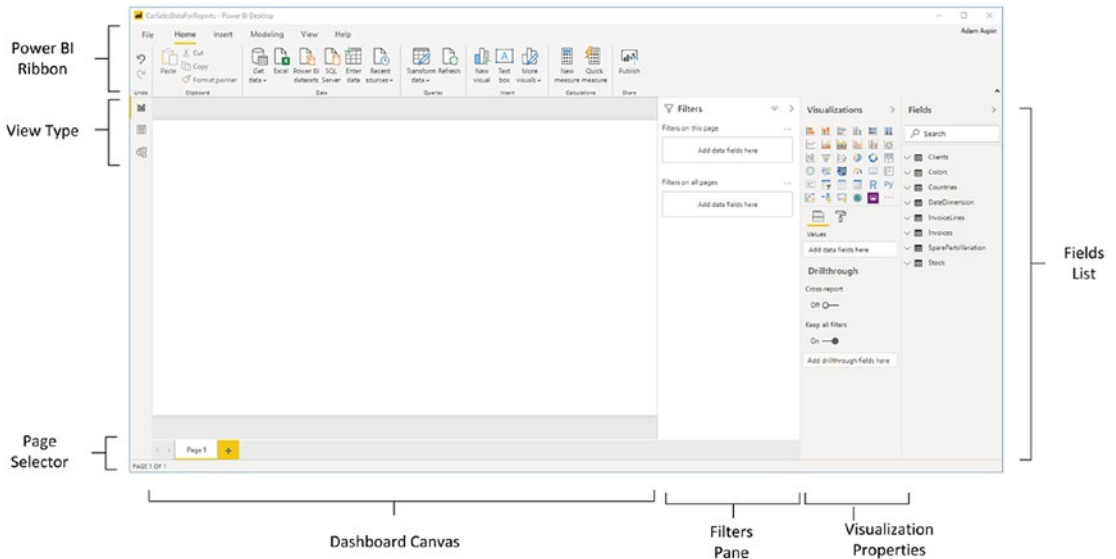 CarSalesDataForReports - Power BI Desktop
Adam Aspin
File Home Insert Modeling View Help
Power BI
Ribbon
Paste
Cut
Copy
Format painter
Get
data
Excel
Power BI
datasets
SQL
Server
Enter
data
Recent
sources
Transform
data
Refresh
New
visual
Text
box
More
visuals
New
measure
Quick
measure
Publish
Undo Clipboard Data Queries Insert Calculations Share
View Type
Filters
Filters on this page
...
Add data fields here
Filters on all pages
...
Add data fields here
Visualizations
R Py
...
Values
Add data fields here
Drillthrough
Cross-report
Off
Keep all filters
On
Add drillthrough fields here
Fields
Search
Clients
Colors
Countries
DateDimension
InvoiceLines
Invoices
SparePartsVariation
Stock
Fields
List
Page
Selector
Page 1 +
PAGE 1 OF 1
Dashboard Canvas
Filters
Pane
Visualization
Properties